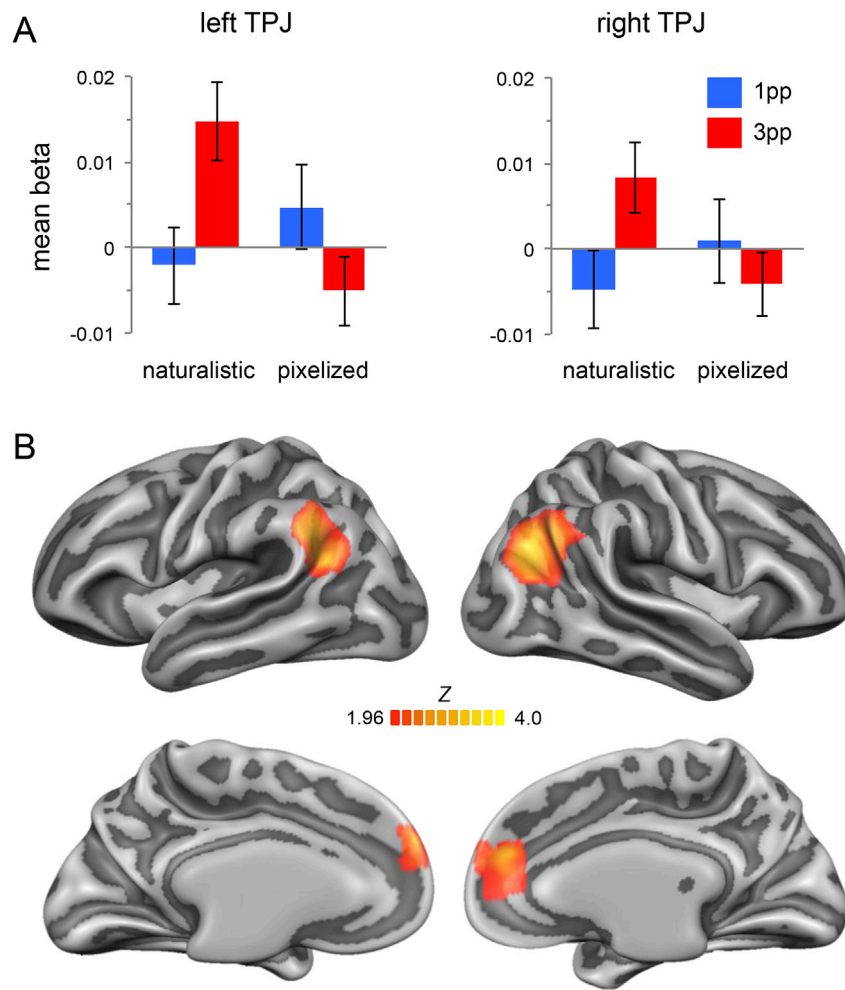 A
left TPJ
right TPJ
mean beta
0.02
0.01
0
-0.01
naturalistic
pixelized
0.02
0.01
0
-0.01
naturalistic
pixelized
1pp
3pp
B
Z
1.96
4.0